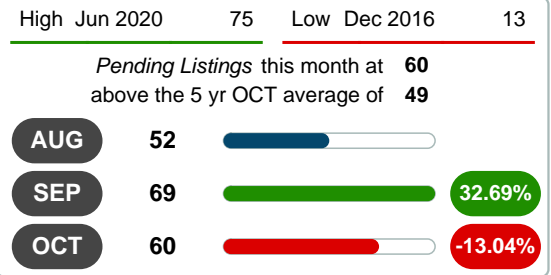 High Jun 2020 75 Low Dec 2016 13
Pending Listings this month at 60
above the 5 yr OCT average of 49
AUG 52
SEP 69 32.69%
OCT 60 -13.04%